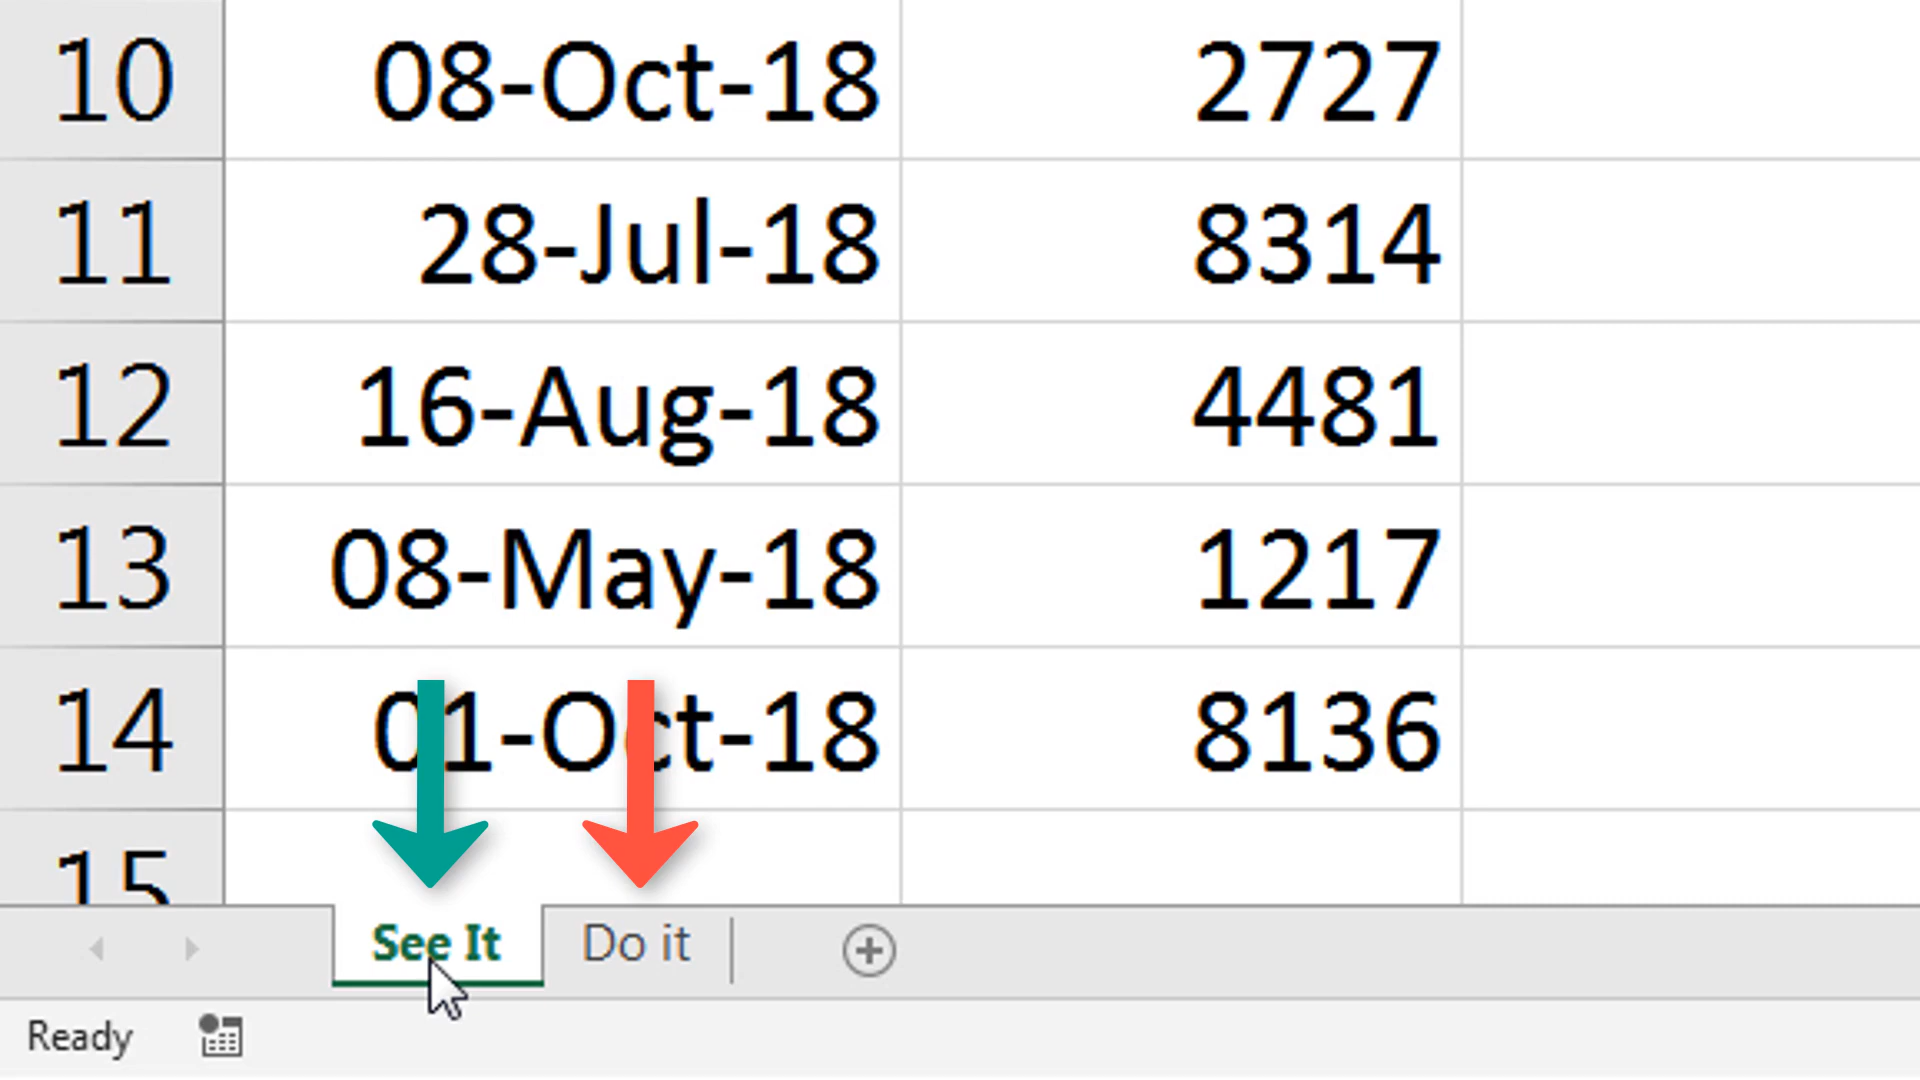 10 08-Oct-18 2727
11 28-Jul-18 8314
12 16-Aug-18 4481
13 08-May-18 1217
14 01-Oct-18 8136
15
See It Do it
Ready